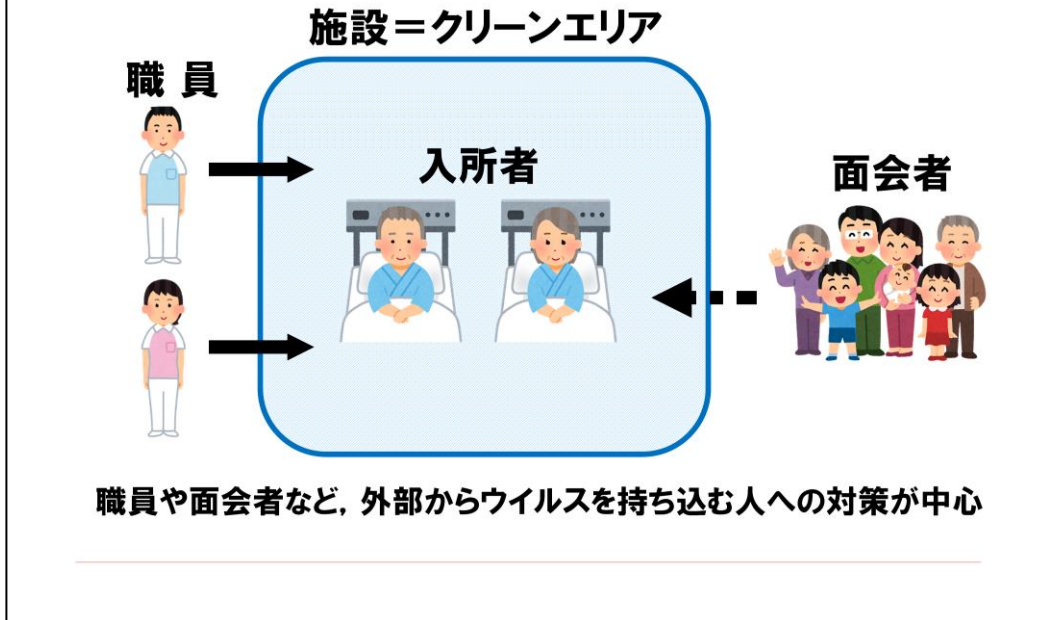 施設＝クリーンエリア
職 員
入所者
面会者
職員や面会者など，外部からウイルスを持ち込む人への対策が中心